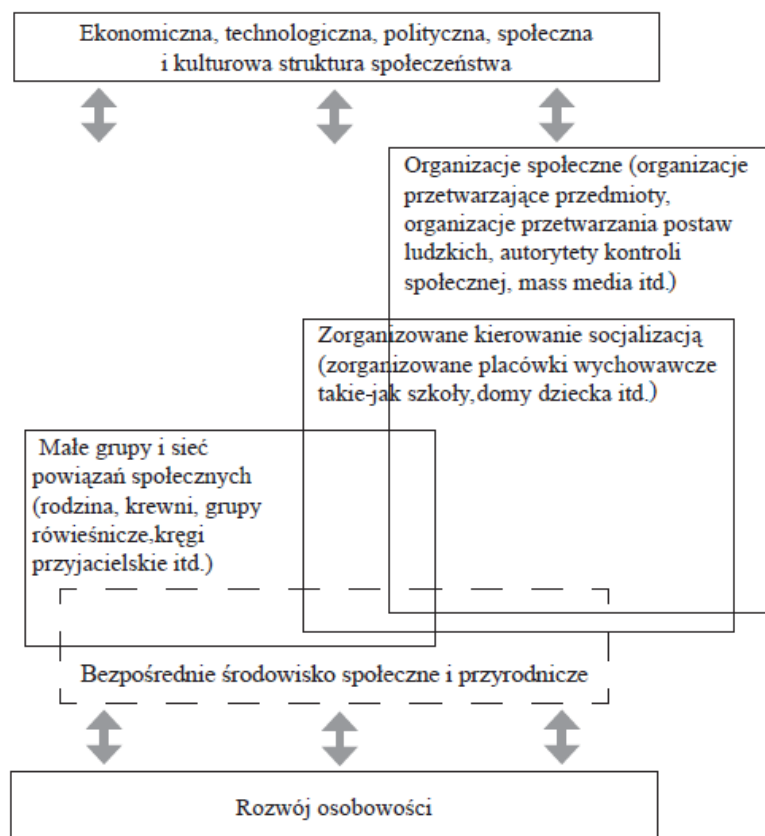 Ekonomiczna, technologiczna, polityczna, społeczna
i kulturowa struktura społeczeństwa
Organizacje społeczne (organizacje
przetwarzające przedmioty,
organizacje przetwarzania postaw
ludzkich, autorytety kontroli
społecznej, mass media itd.)
Zorganizowane kierowanie socjalizacją
(zorganizowane placówki wychowawcze
takie-jak szkoły,domy dziecka itd.)
Małe grupy i sieć
powiązań społecznych
(rodzina, krewni, grupy
rówieśnicze,kręgi
przyjacielskie itd.)
Bezpośrednie środowisko społeczne i przyrodnicze
Rozwój osobowości